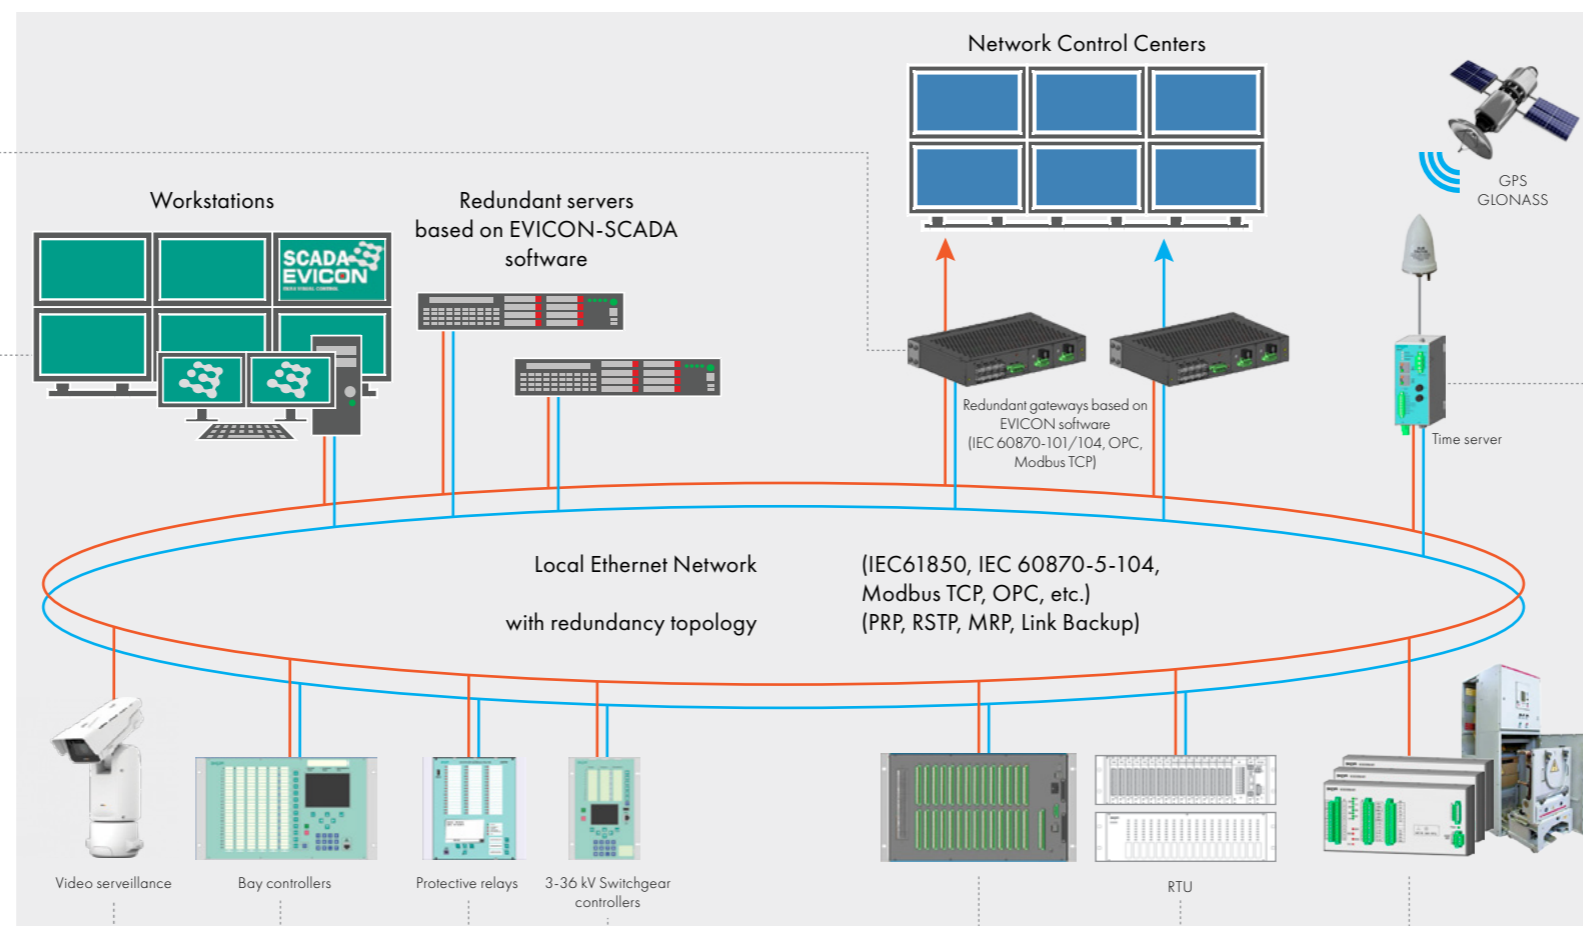 Network Control Centers
GPS
GLONASS
Workstations
Redundant servers
based on EVICON-SCADA
software
SCADA
EVICON
Redundant gateways based on
EVICON software
(IEC 60870-101/104, OPC,
Modbus TCP)
Time server
Local Ethernet Network
(IEC61850, IEC 60870-5-104,
Modbus TCP, OPC, etc.)
with redundancy topology
(PRP, RSTP, MRP, Link Backup)
Video serveillance
Bay controllers
Protective relays
3-36 kV Switchgear
controllers
RTU